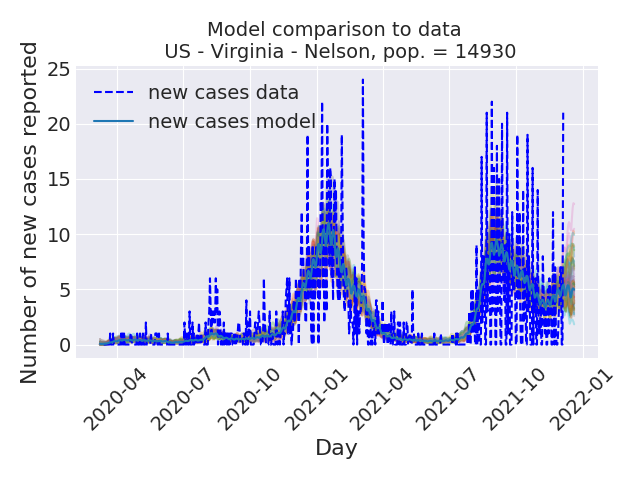 Model comparison to data
US - Virginia - Nelson, pop. = 14930
Number of new cases reported
25
20
15
10
5
0
new cases data
new cases model
2020-04
2020-07
2020-10
2021-01
2021-04
2021-07
2021-10
2022-01
Day